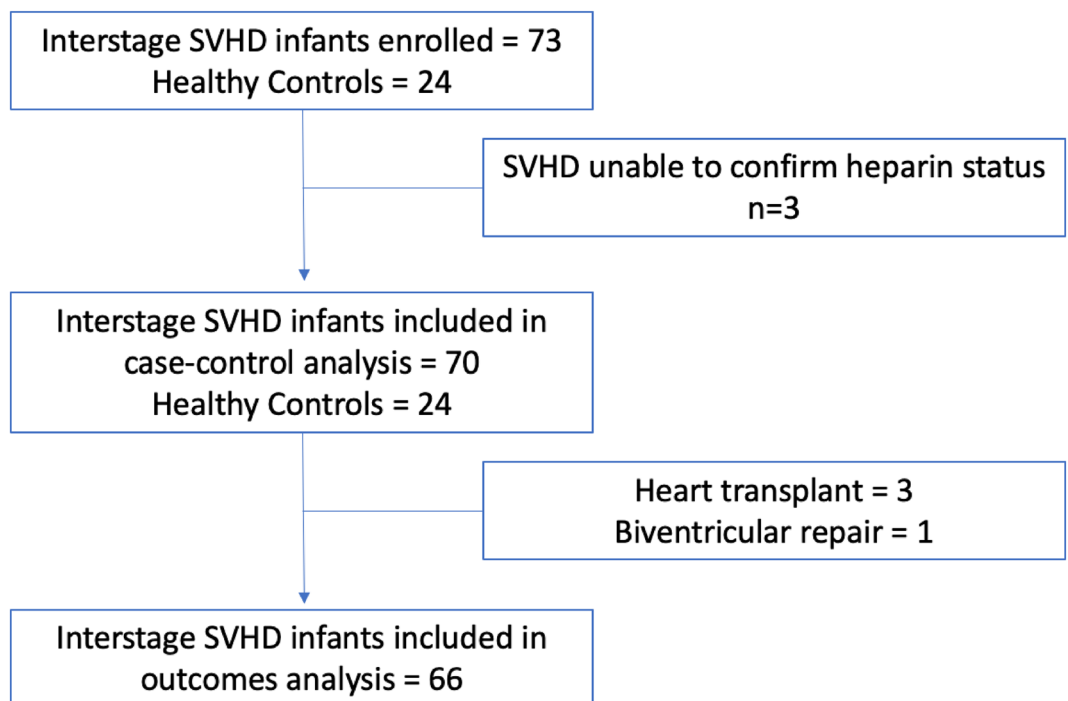 Interstage SVHD infants enrolled = 73
Healthy Controls = 24
SVHD unable to confirm heparin status
n=3
Interstage SVHD infants included in
case-control analysis = 70
Healthy Controls = 24
Heart transplant = 3
Biventricular repair = 1
Interstage SVHD infants included in
outcomes analysis = 66